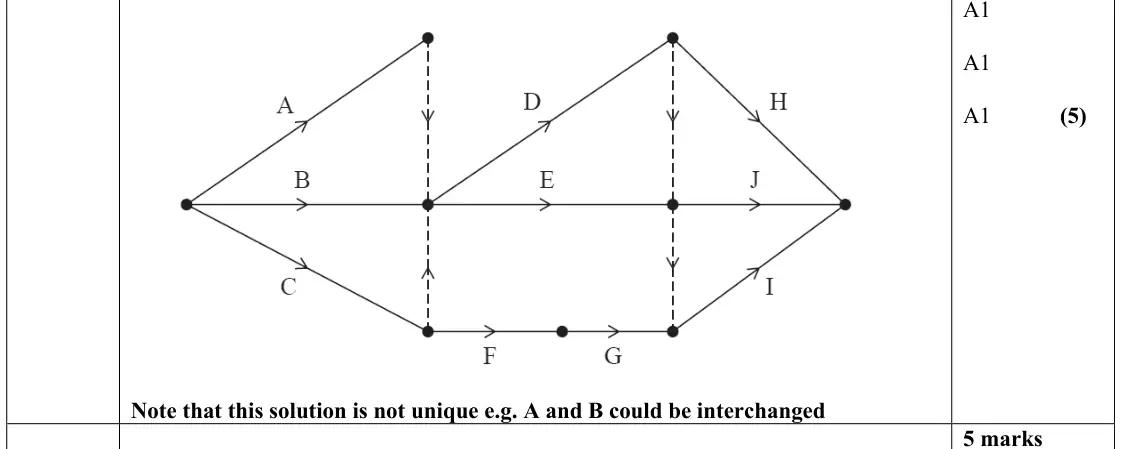 A1
A1
A D H
A1 (5)
B E J
C I
F G
Note that this solution is not unique e.g. A and B could be interchanged
5 marks